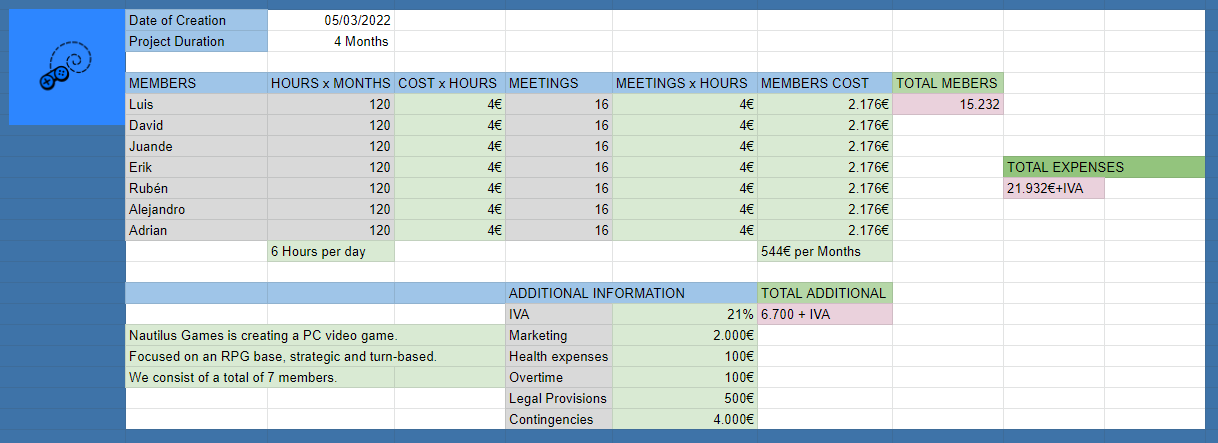 Date of Creation 05/03/2022
Project Duration 4 Months
MEMBERS HOURS x MONTHS COST x HOURS MEETINGS MEETINGS x HOURS MEMBERS COST TOTAL MEBERS
Luis 120 4€ 16 4€ 2.176€ 15.232
David 120 4€ 16 4€ 2.176€
Juande 120 4€ 16 4€ 2.176€
Erik 120 4€ 16 4€ 2.176€ TOTAL EXPENSES
Rubén 120 4€ 16 4€ 2.176€ 21.932€+IVA
Alejandro 120 4€ 16 4€ 2.176€
Adrian 120 4€ 16 4€ 2.176€
6 Hours per day 544€ per Months
ADDITIONAL INFORMATION TOTAL ADDITIONAL
IVA 21% 6.700 + IVA
Nautilus Games is creating a PC video game. Marketing 2.000€
Focused on an RPG base, strategic and turn-based. Health expenses 100€
We consist of a total of 7 members. Overtime 100€
Legal Provisions 500€
Contingencies 4.000€